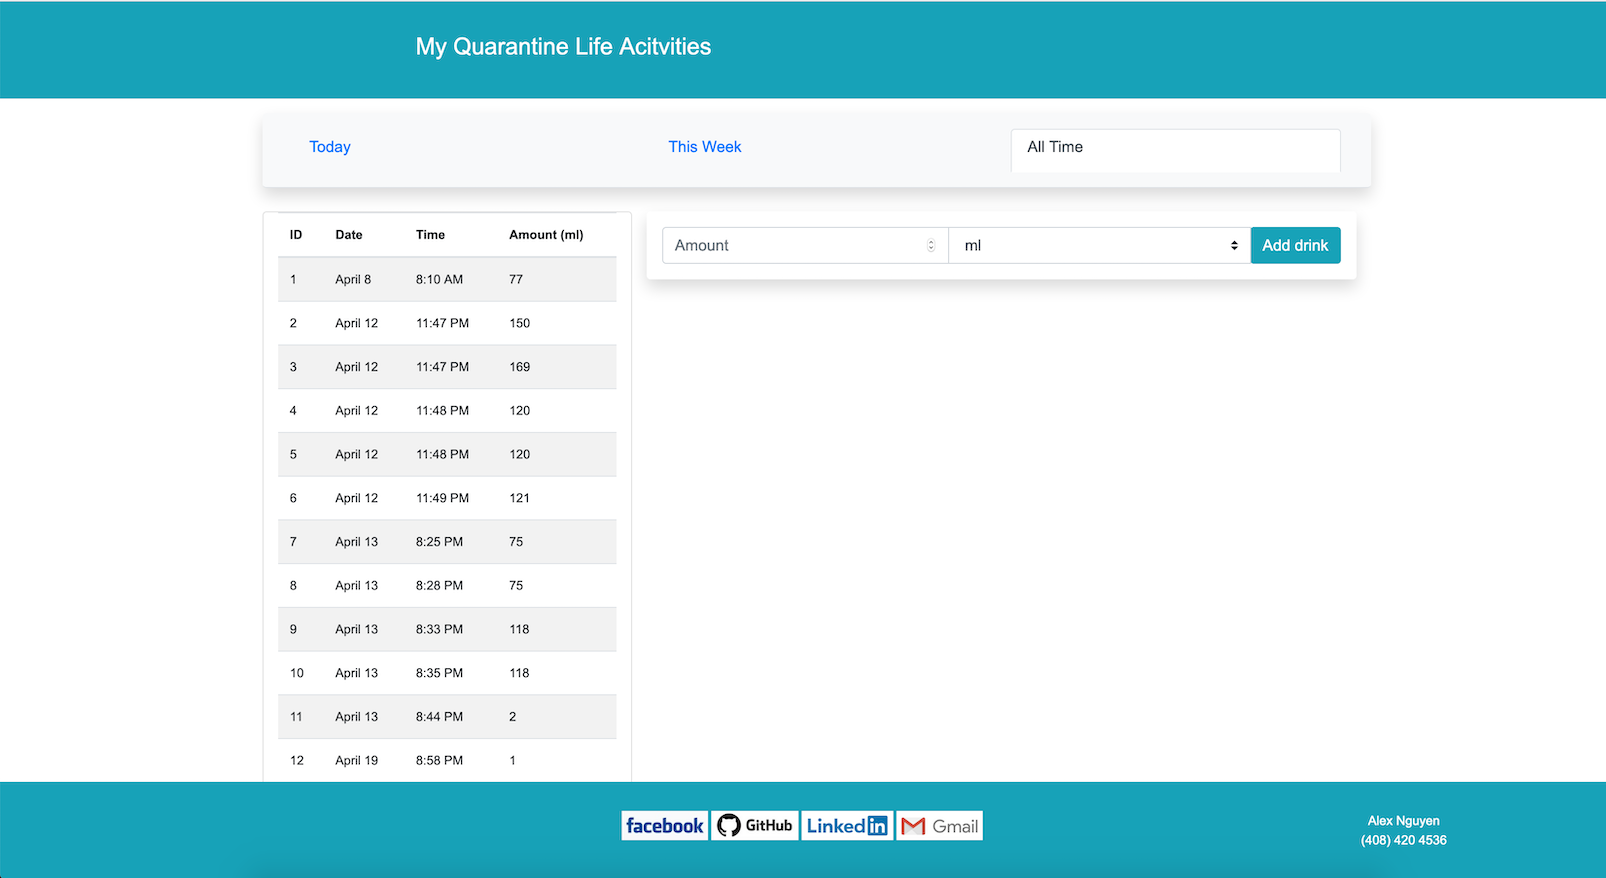 My Quarantine Life Acitvities
Today This Week All Time
ID Date Time Amount (ml)
Amount ml Add drink
1 April 8 8:10 AM 77
2 April 12 11:47 PM 150
3 April 12 11:47 PM 169
4 April 12 11:48 PM 120
5 April 12 11:48 PM 120
6 April 12 11:49 PM 121
7 April 13 8:25 PM 75
8 April 13 8:28 PM 75
9 April 13 8:33 PM 118
10 April 13 8:35 PM 118
11 April 13 8:44 PM 2
12 April 19 8:58 PM 1
facebook GitHub Linked in Gmail
Alex Nguyen
(408) 420 4536